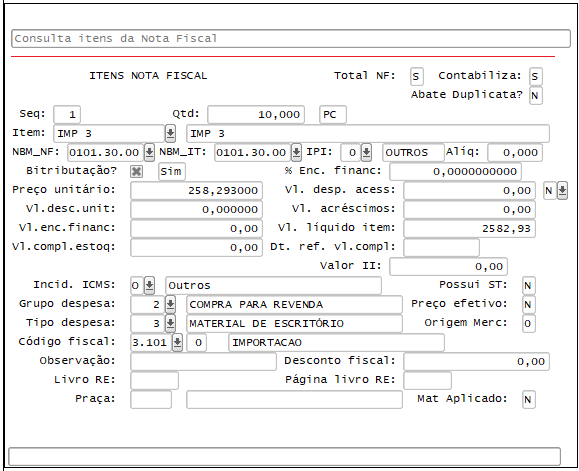 Consulta itens da Nota Fiscal
ITENS NOTA FISCAL Total NF: S Contabiliza: S
Abate Duplicata? N
Seq: 1 Qtd: 10,000 PC
Item: IMP 3 IMP 3
NBM_NF: 0101.30.00 NBM_IT: 0101.30.00 IPI: 0 OUTROS Alíq: 0,000
Bitributação? Sim % Enc. financ: 0,0000000000
Preço unitário: 258,293000 Vl. desp. acess: 0,00 N
Vl.desc.unit: 0,000000 Vl. acréscimos: 0,00
Vl.enc.financ: 0,00 Vl. líquido item: 2582,93
Vl.compl.estoq: 0,00 Dt. ref. vl.compl:
Valor II: 0,00
Incid. ICMS: O Outros Possui ST: N
Grupo despesa: 2 COMPRA PARA REVENDA Preço efetivo: N
Tipo despesa: 3 MATERIAL DE ESCRITÓRIO Origem Merc: 0
Código fiscal: 3.101 0 IMPORTACAO
Observação: Desconto fiscal: 0,00
Livro RE: Página livro RE:
Praça: Mat Aplicado: N